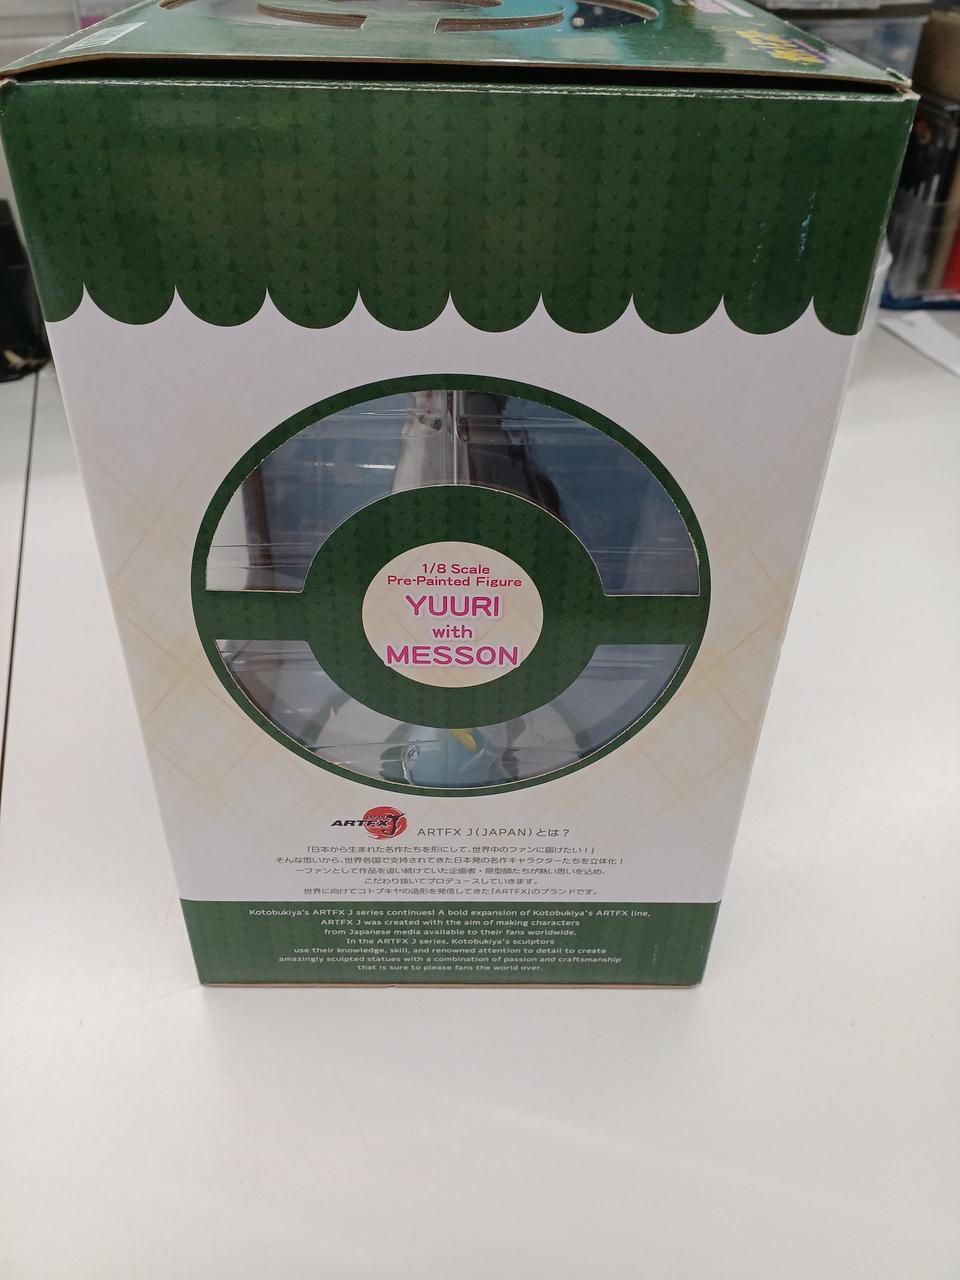 1/8 Scale
Pre-Painted Figure
YUURI
with
MESSON
JAPAN
ARTFX J
ARTFX J(JAPAN)とは?
「日本から生まれた名作たちを形にして、世界中のファンに届けたい!」
そんな思いから、世界各国で支持されてきた日本発の名作キャラクターたちを立体化!
一ファンとして作品を追い続けていた企画者・原型師たちが熱い思いを込め、
こだわり抜いてプロデュースしていきます。
世界に向けてコトブキヤの造形を発信してきた「ARTFX」のブランドです。
Kotobukiya's ARTFX J series continues! A bold expansion of Kotobukiya's ARTFX line,
ARTFX J was created with the aim of making characters
from Japanese media available to their fans worldwide.
In the ARTFX J series, Kotobukiya's sculptors
use their knowledge, skill, and renowned attention to detail to create
amazingly sculpted statues with a combination of passion and craftsmanship
that is sure to please fans the world over.